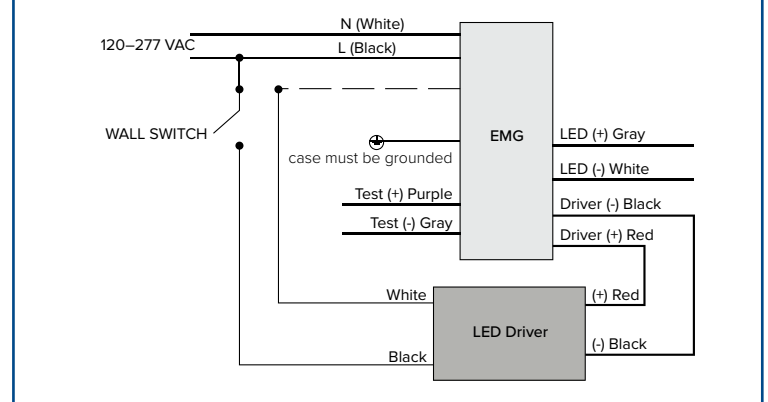 N (White)
120–277 VAC
L (Black)
WALL SWITCH
EMG
LED (+) Gray
case must be grounded
LED (-) White
Test (+) Purple
Driver (-) Black
Test (-) Gray
Driver (+) Red
White
(+) Red
LED Driver
(-) Black
Black